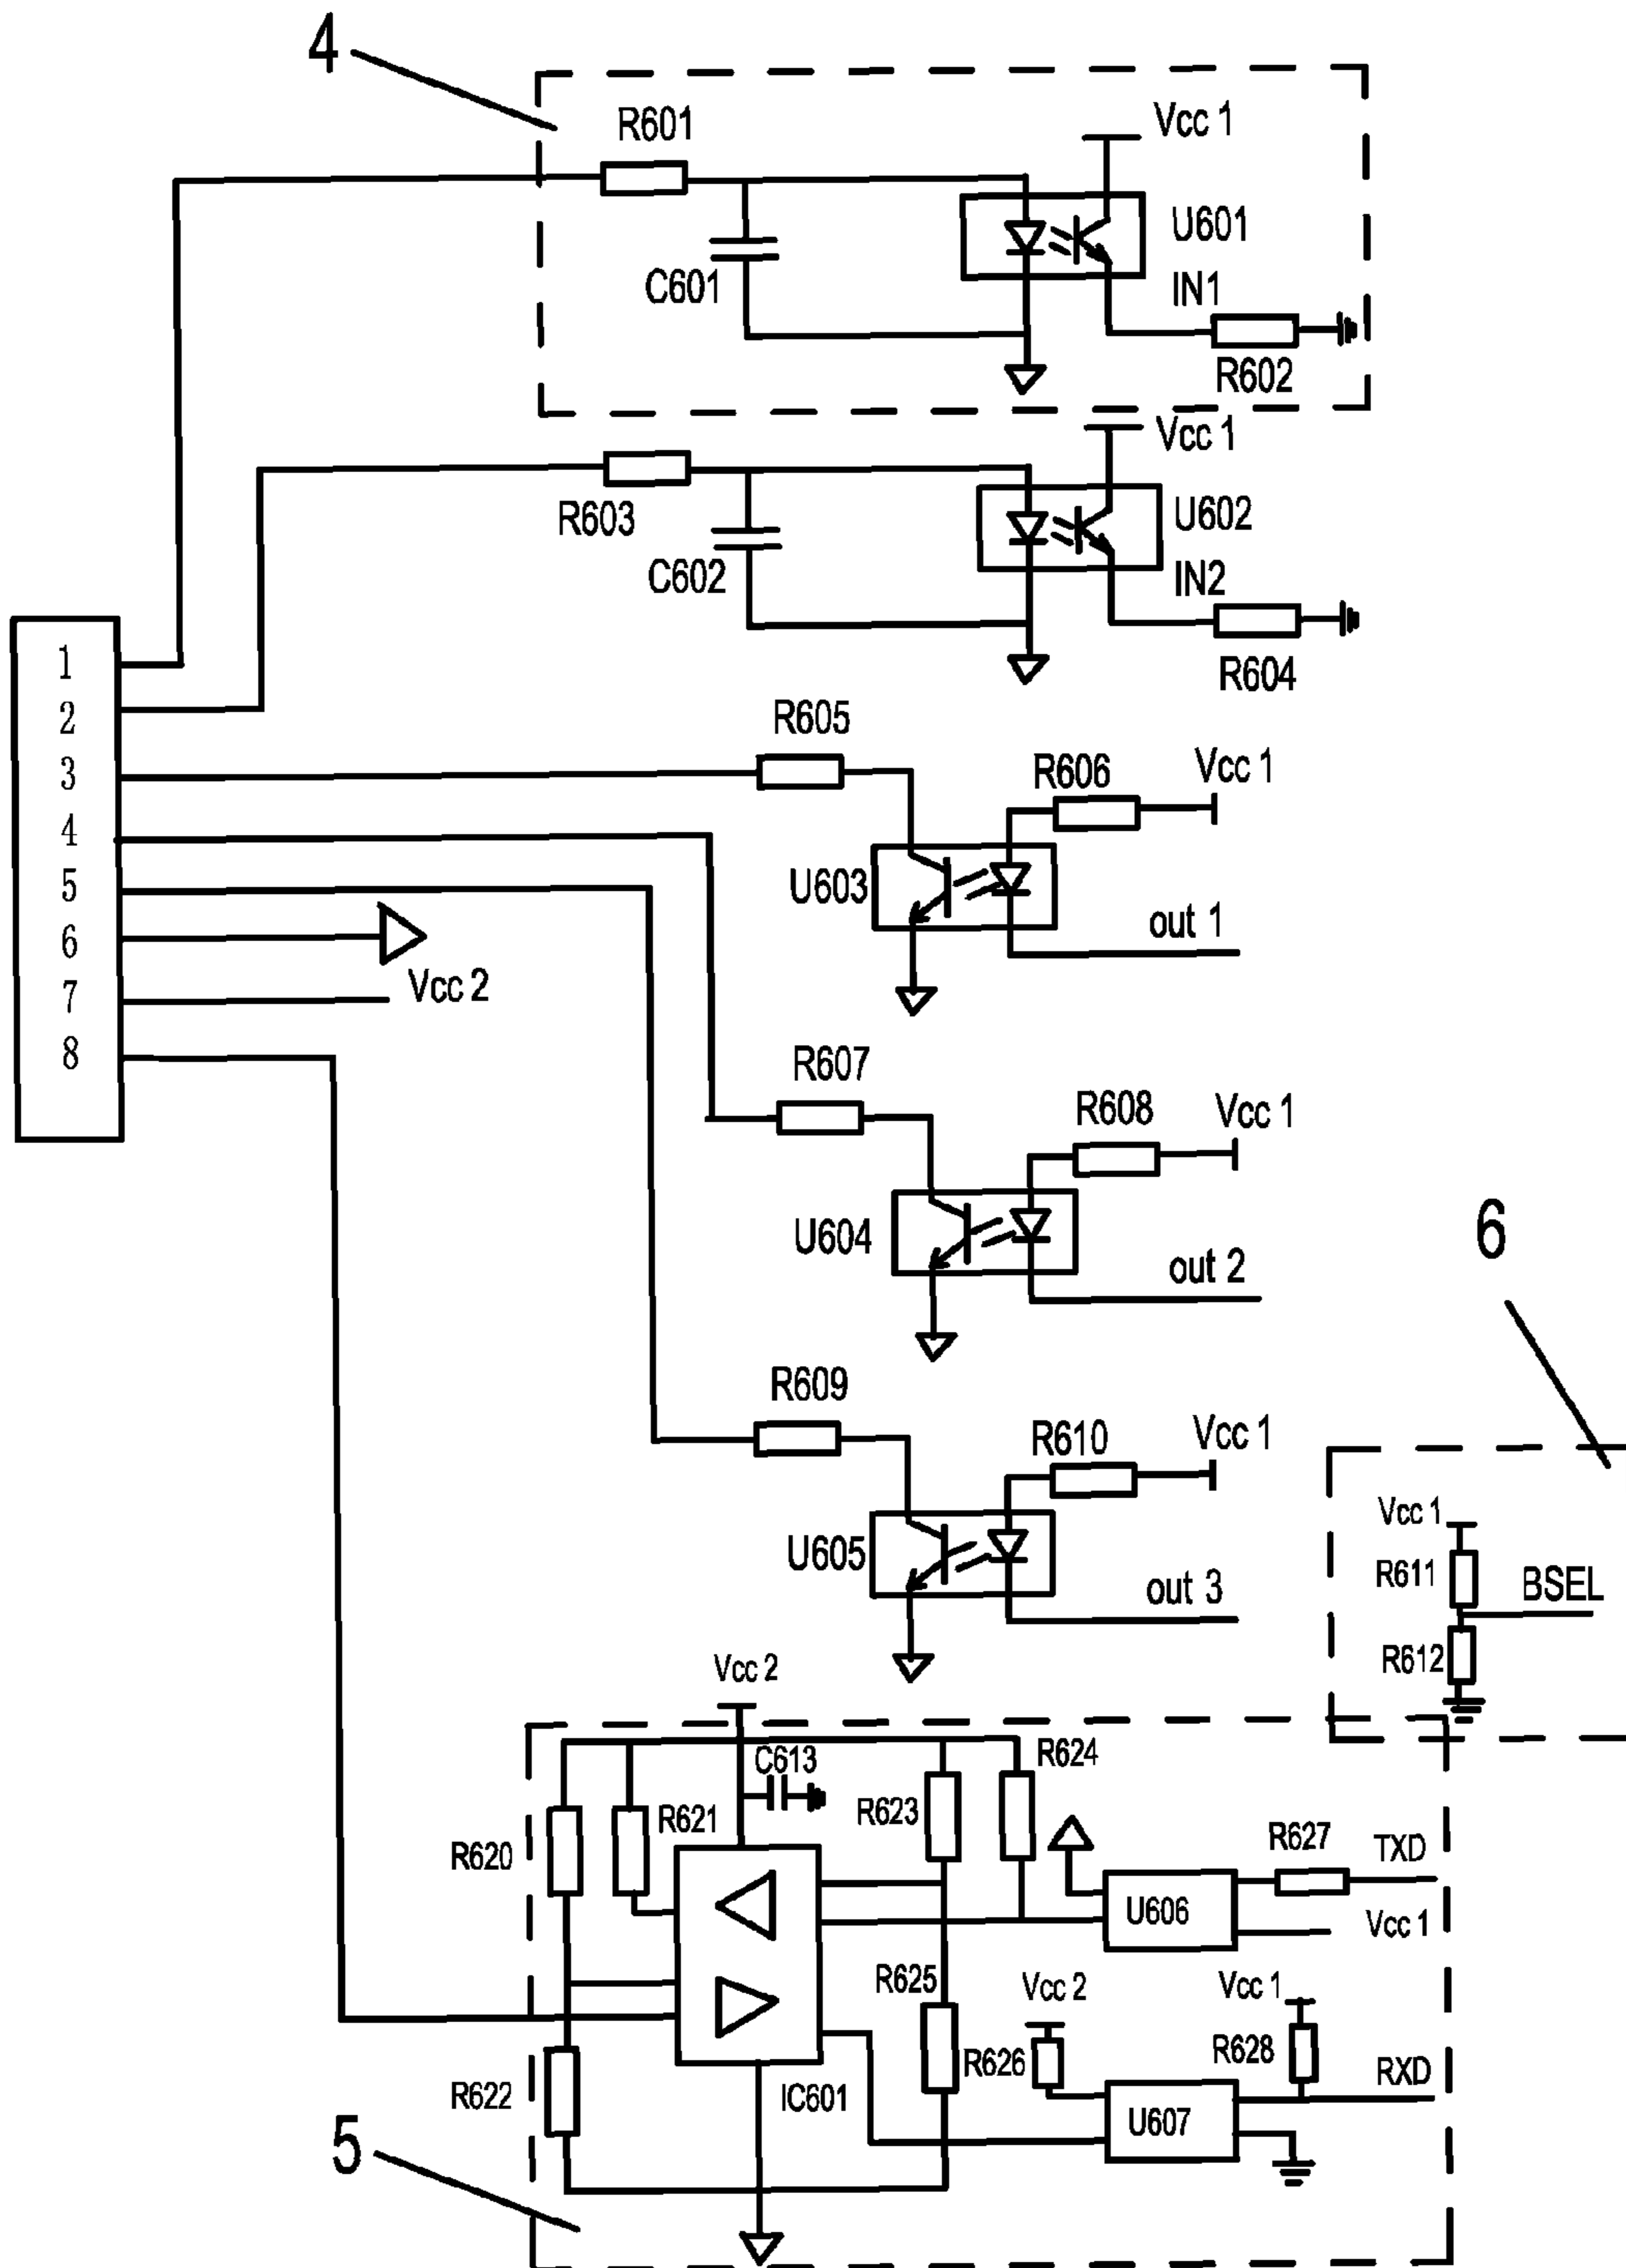 4
R601
Vcc 1
U601
C601
IN1
R602
Vcc 1
R603
U602
C602
IN2
R604
1
2
3
4
5
6
7
8
Vcc 2
R605
R606
Vcc 1
U603
out 1
R607
R608
Vcc 1
U604
out 2
6
R609
R610
Vcc 1
U605
out 3
Vcc 1
R611
BSEL
R612
Vcc 2
C613
R624
R621
R623
R620
R627
TXD
U606
Vcc 1
R625
Vcc 2
Vcc 1
R626
R628
RXD
R622
IC601
U607
5